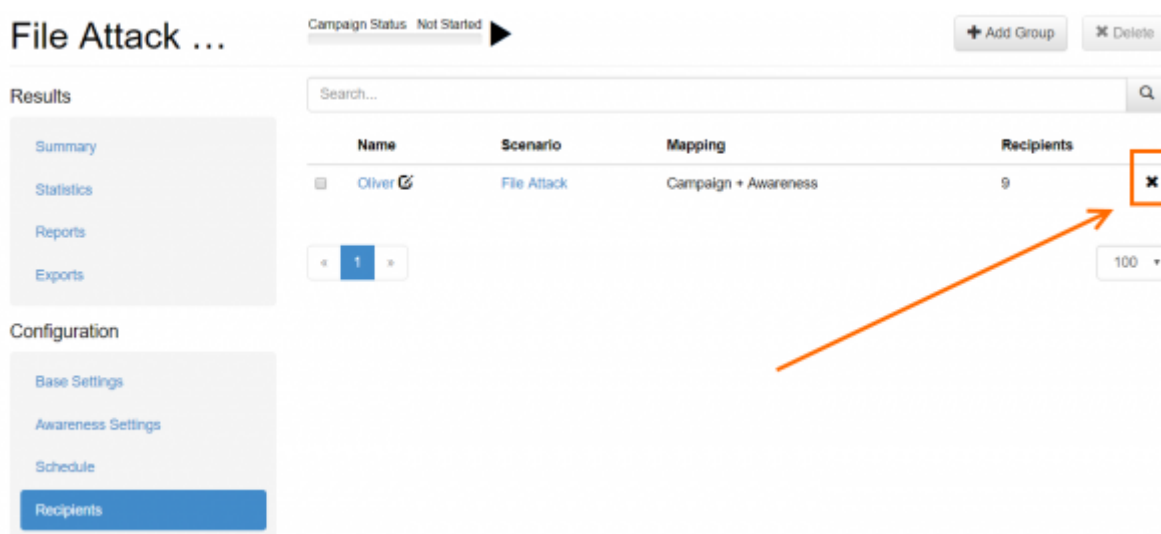 File Attack ...
Campaign Status Not Started
Add Group
Delete
Results
Search...
Summary
Name Scenario Mapping Recipients
Statistics
Oliver File Attack Campaign + Awareness 9
Reports
« 1 » 100
Exports
Configuration
Base Settings
Awareness Settings
Schedule
Recipients